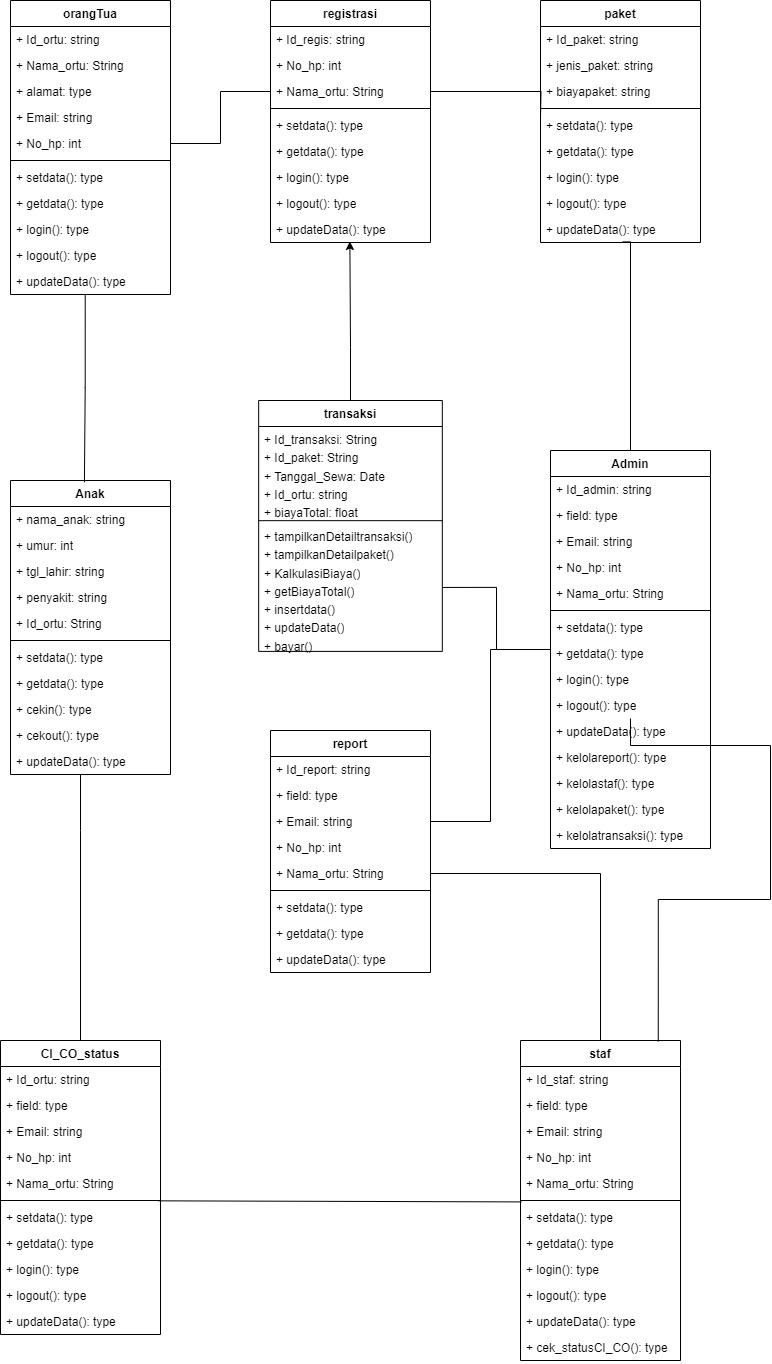 orangTua
+ Id_ortu: string
+ Nama_ortu: String
+ alamat: type
+ Email: string
+ No_hp: int
+ setdata(): type
+ getdata(): type
+ login(): type
+ logout(): type
+ updateData(): type
registrasi
+ Id_regis: string
+ No_hp: int
+ Nama_ortu: String
+ setdata(): type
+ getdata(): type
+ login(): type
+ logout(): type
+ updateData(): type
paket
+ Id_paket: string
+ jenis_paket: string
+ biayapaket: string
+ setdata(): type
+ getdata(): type
+ login(): type
+ logout(): type
+ updateData(): type
transaksi
+ Id_transaksi: String
+ Id_paket: String
+ Tanggal_Sewa: Date
+ Id_ortu: string
+ biayaTotal: float
+ tampilkanDetailtransaksi()
+ tampilkanDetailpaket()
+ KalkulasiBiaya()
+ getBiayaTotal()
+ insertdata()
+ updateData()
+ bayar()
Admin
+ Id_admin: string
+ field: type
+ Email: string
+ No_hp: int
+ Nama_ortu: String
+ setdata(): type
+ getdata(): type
+ login(): type
+ logout(): type
+ updateData(): type
+ kelolareport(): type
+ kelolastaf(): type
+ kelolapaket(): type
+ kelolatransaksi(): type
Anak
+ nama_anak: string
+ umur: int
+ tgl_lahir: string
+ penyakit: string
+ Id_ortu: String
+ setdata(): type
+ getdata(): type
+ cekin(): type
+ cekout(): type
+ updateData(): type
report
+ Id_report: string
+ field: type
+ Email: string
+ No_hp: int
+ Nama_ortu: String
+ setdata(): type
+ getdata(): type
+ updateData(): type
CI_CO_status
+ Id_ortu: string
+ field: type
+ Email: string
+ No_hp: int
+ Nama_ortu: String
+ setdata(): type
+ getdata(): type
+ login(): type
+ logout(): type
+ updateData(): type
staf
+ Id_staf: string
+ field: type
+ Email: string
+ No_hp: int
+ Nama_ortu: String
+ setdata(): type
+ getdata(): type
+ login(): type
+ logout(): type
+ updateData(): type
+ cek_statusCI_CO(): type